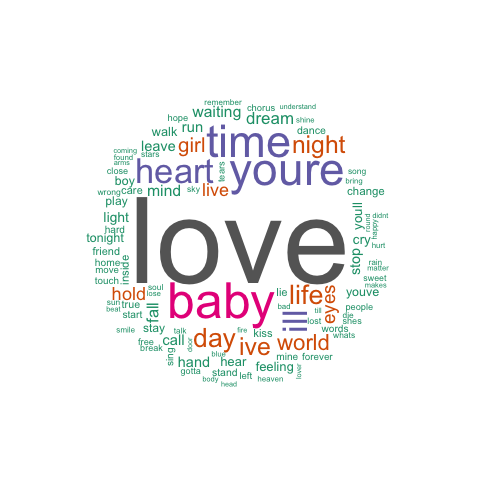 remember
hope
waiting
chorus
understand
shine
walk
run
dream
dance
leave
girl
time
night
coming
found
arms
stars
close
boy
heart
tears
youre
song
bring
wrong
care
mind
sky
live
change
play
love
light
hard
tonight
friend
home
move
touch
inside
youll
round
happy
didnt
stop
cry
hurt
rain
matter
sweet
makes
hold
soul
lose
baby
lie
life
eyes
youve
sun
beat
true
start
fall
bad
ill
till
lost
people
die
shes
smile
stay
talk
day
fire
kiss
words
whats
free
break
call
door
ive
world
sing
blue
mine
forever
gotta
hand
hear
feeling
body
stand
left
heaven
lover
head